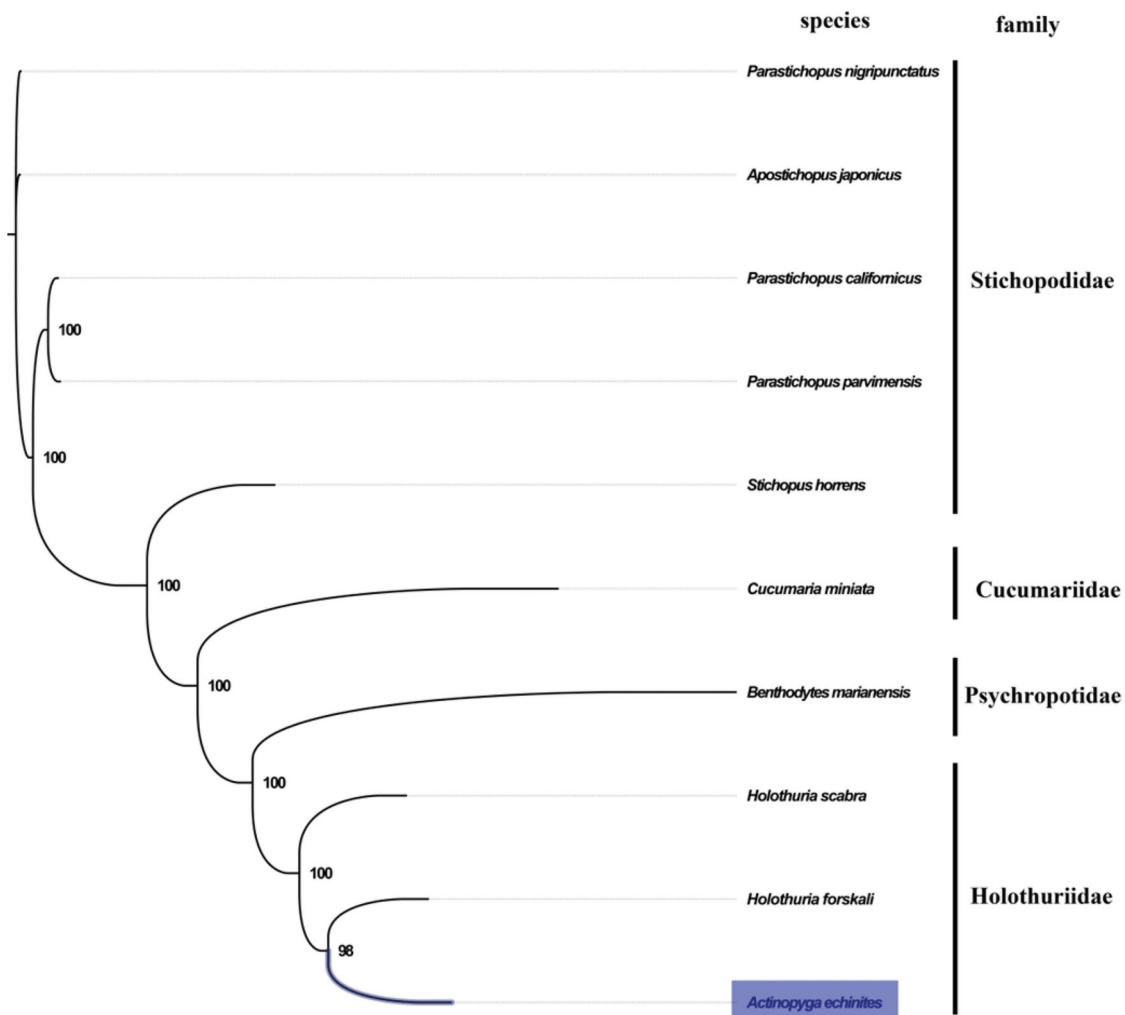 species family
Parastichopus nigripunctatus
Apostichopus japonicus
Parastichopus californicus
Stichopodidae
100
Parastichopus parvimensis
100
Stichopus horrens
100
Cucumaria miniata
Cucumariidae
100
Benthodytes marianensis
Psychropotidae
100
Holothuria scabra
100
Holothuria forskali
Holothuriidae
98
Actinopyga echinites